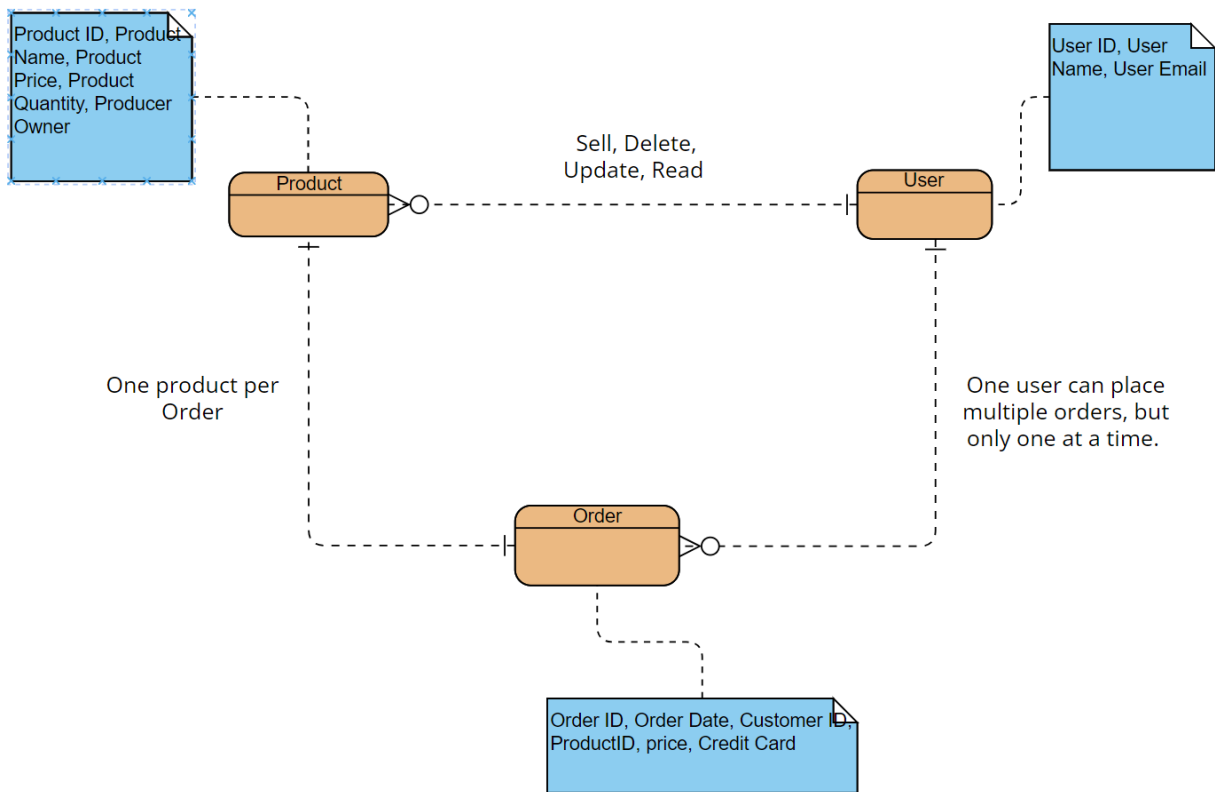 Product ID, Product
Name, Product
Price, Product
Quantity, Producer
Owner
User ID, User
Name, User Email
Sell, Delete,
Update, Read
Product
User
One product per
Order
One user can place
multiple orders, but
only one at a time.
Order
Order ID, Order Date, Customer ID,
ProductID, price, Credit Card